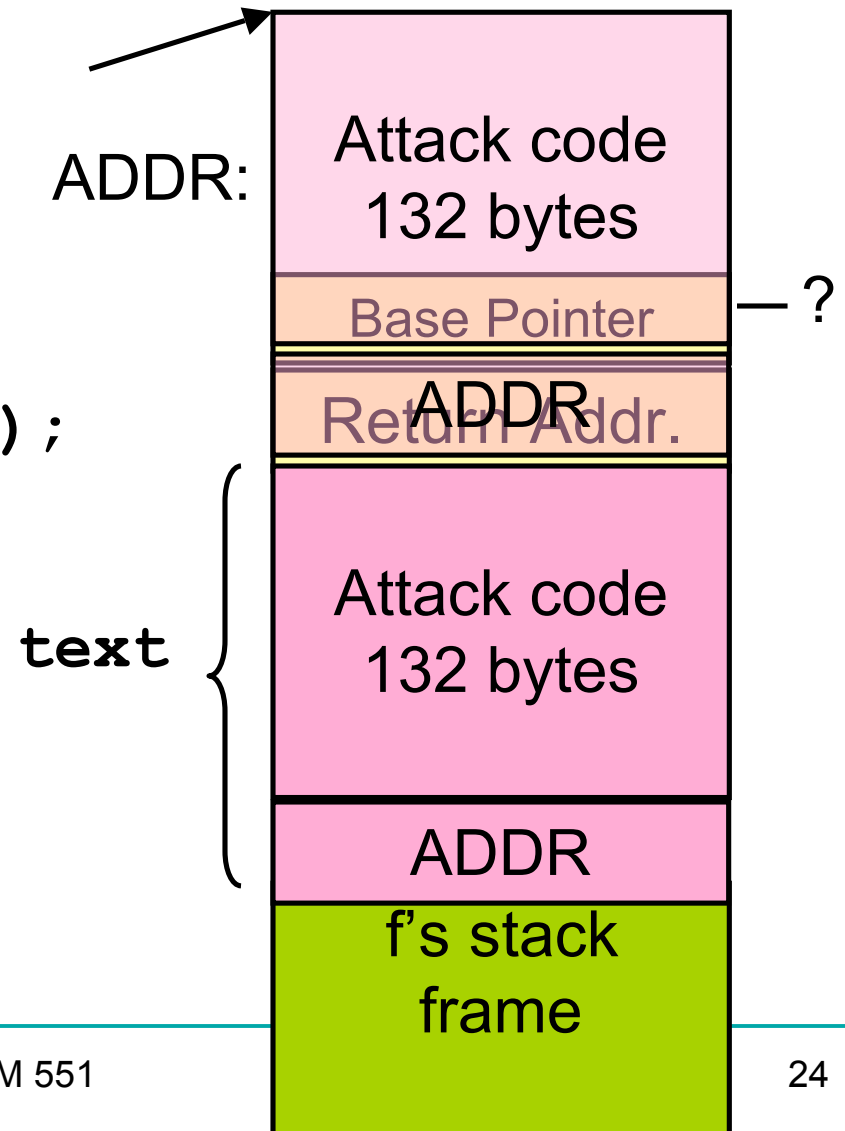 ADDR:
Attack code
132 bytes
Base Pointer
?
);
ADDR
Return Addr.
text
Attack code
132 bytes
ADDR
f’s stack
frame
M 551
24